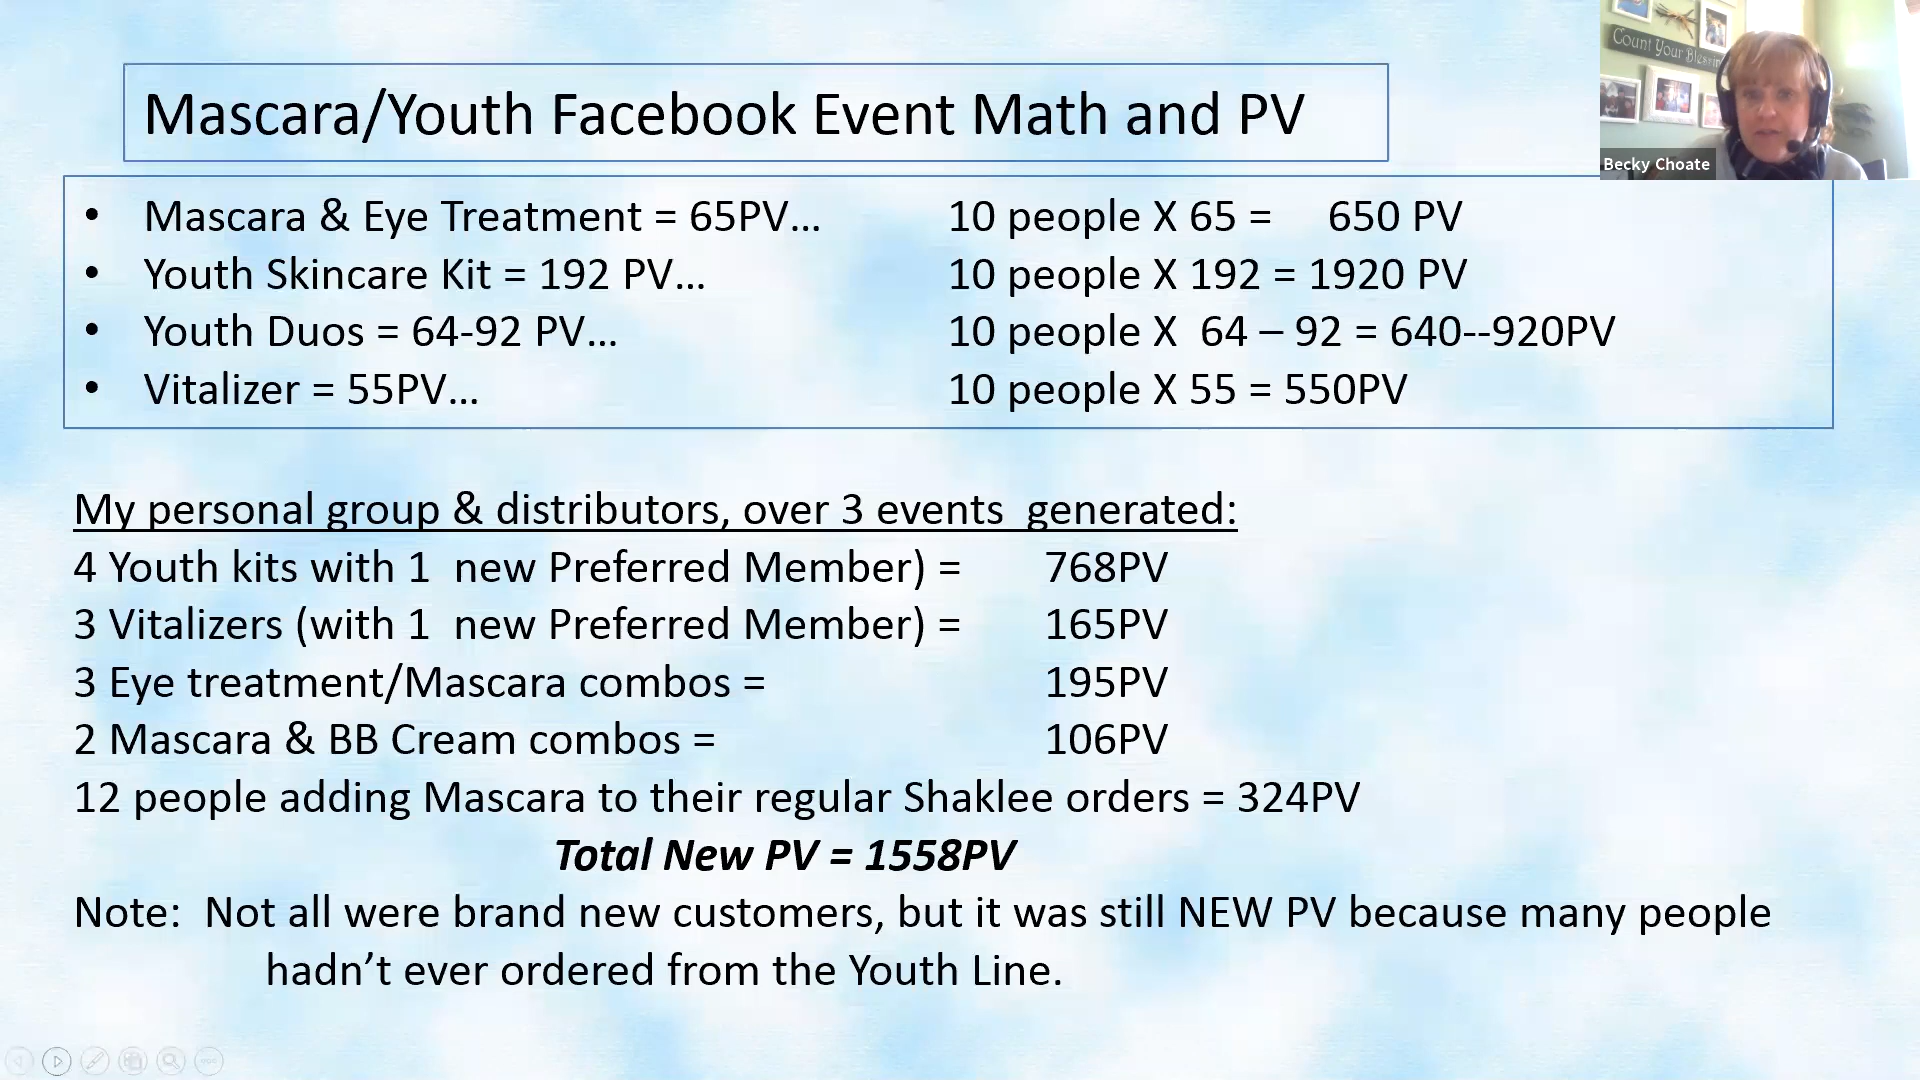 Mascara/Youth Facebook Event Math and PV
Count Your Blessin
Becky Choate
• Mascara & Eye Treatment = 65PV… 10 people X 65 = 650 PV
• Youth Skincare Kit = 192 PV… 10 people X 192 = 1920 PV
• Youth Duos = 64-92 PV… 10 people X 64 – 92 = 640--920PV
• Vitalizer = 55PV… 10 people X 55 = 550PV
My personal group & distributors, over 3 events generated:
4 Youth kits with 1 new Preferred Member) = 768PV
3 Vitalizers (with 1 new Preferred Member) = 165PV
3 Eye treatment/Mascara combos = 195PV
2 Mascara & BB Cream combos = 106PV
12 people adding Mascara to their regular Shaklee orders = 324PV
Total New PV = 1558PV
Note: Not all were brand new customers, but it was still NEW PV because many people
hadn’t ever ordered from the Youth Line.